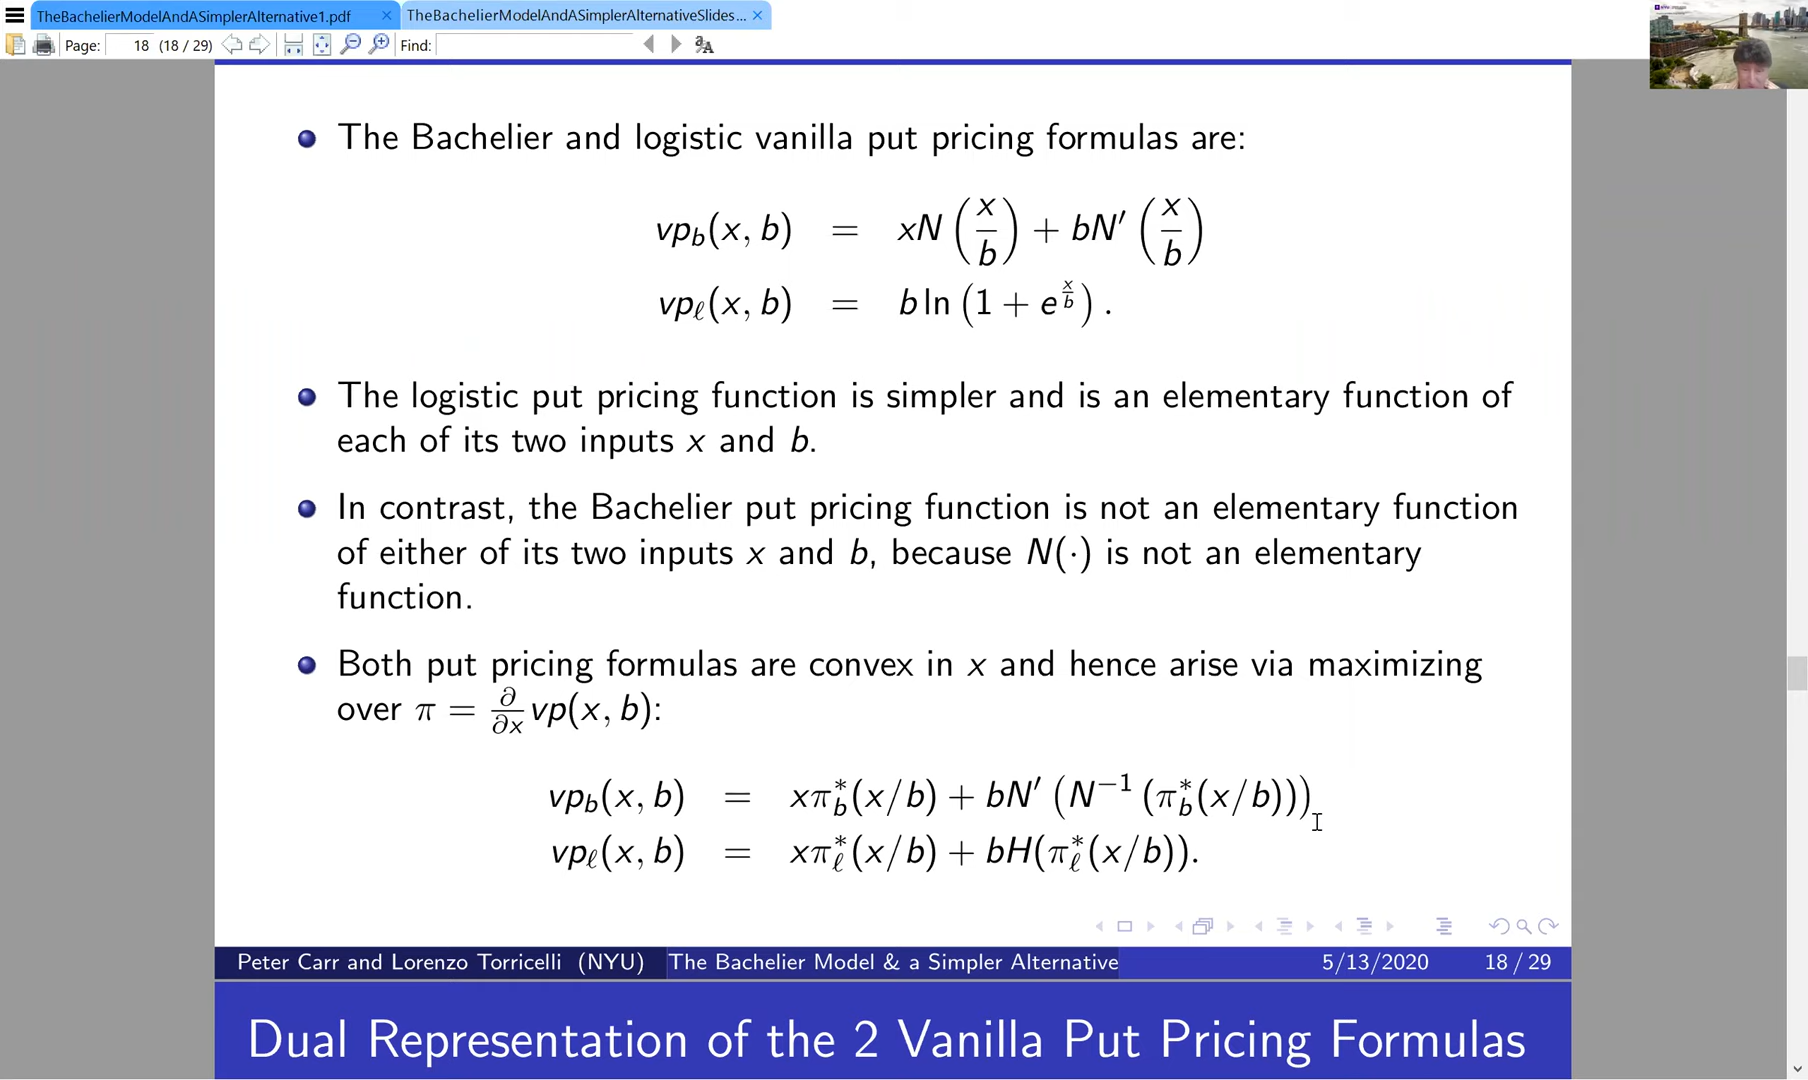 TheBachelierModelAndASimplerAlternative1.pdf
TheBachelierModelAndASimplerAlternativeSlides...
Page: 18 (18 / 29) Find:
The Bachelier and logistic vanilla put pricing formulas are:
vp_b(x, b) = xN(x/b) + bN′(x/b)
vp_ℓ(x, b) = b ln(1 + e^{x/b}).
The logistic put pricing function is simpler and is an elementary function of
each of its two inputs x and b.
In contrast, the Bachelier put pricing function is not an elementary function
of either of its two inputs x and b, because N(·) is not an elementary
function.
Both put pricing formulas are convex in x and hence arise via maximizing
over π = ∂/∂x vp(x, b):
vp_b(x, b) = xπ*_b(x/b) + bN′(N⁻¹(π*_b(x/b)))
vp_ℓ(x, b) = xπ*_ℓ(x/b) + bH(π*_ℓ(x/b)).
Peter Carr and Lorenzo Torricelli (NYU) The Bachelier Model & a Simpler Alternative 5/13/2020 18 / 29
Dual Representation of the 2 Vanilla Put Pricing Formulas